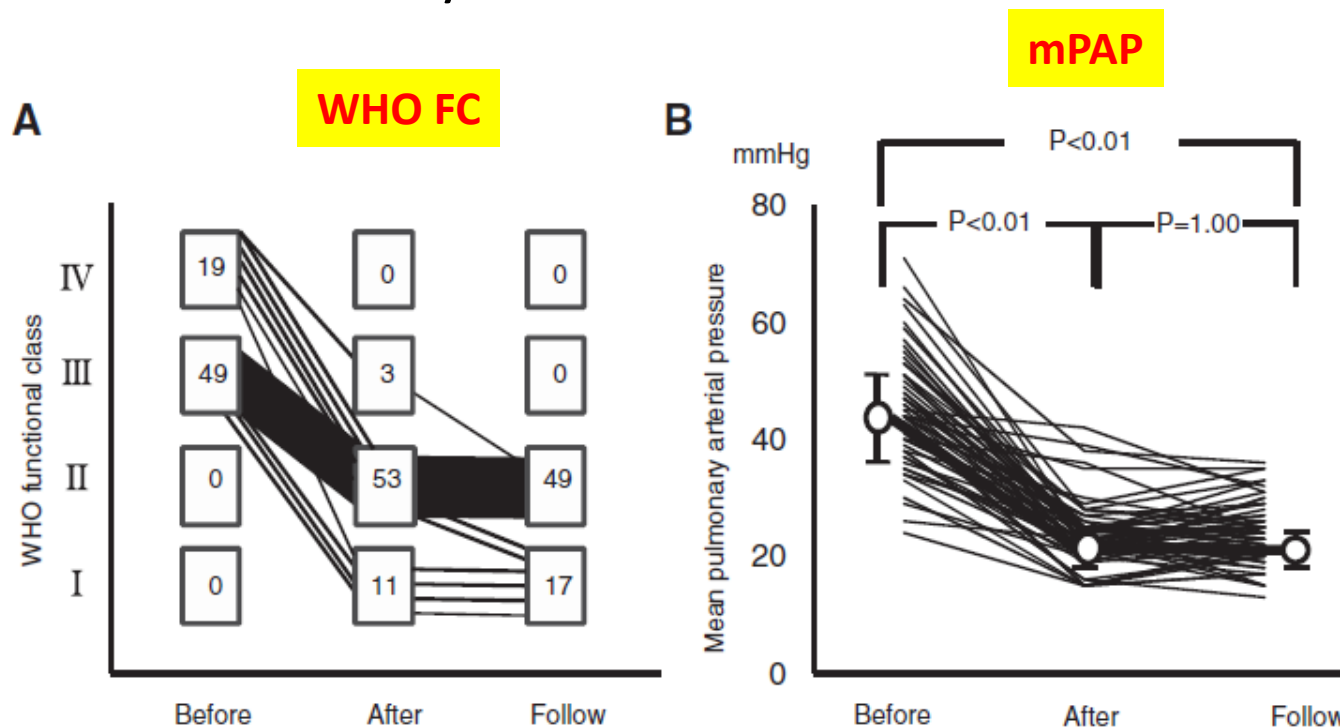 WHO FC
mPAP
A
B
WHO functional class
IV
III
II
I
19
0
0
49
3
0
0
53
49
0
11
17
Before
After
Follow
mmHg
Mean pulmonary arterial pressure
P<0.01
P<0.01
P=1.00
80
60
40
20
0
Before
After
Follow